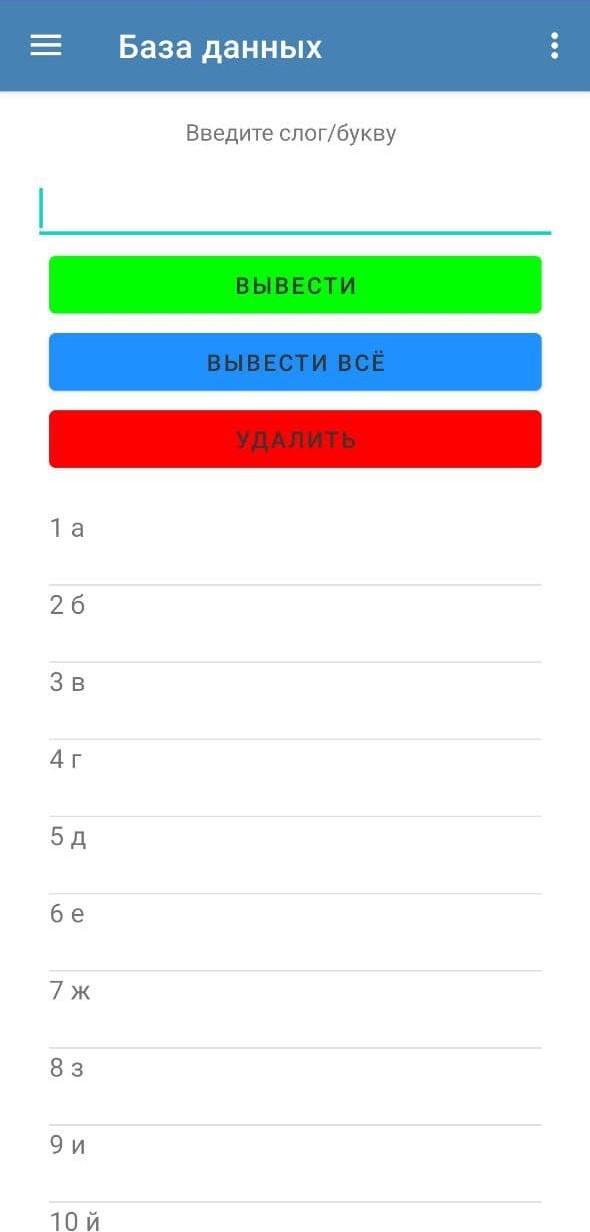 База данных
Введите слог/букву
ВЫВЕСТИ
ВЫВЕСТИ ВСЁ
УДАЛИТЬ
1 а
2 б
3 в
4 г
5 д
6 е
7 ж
8 з
9 и
10 й